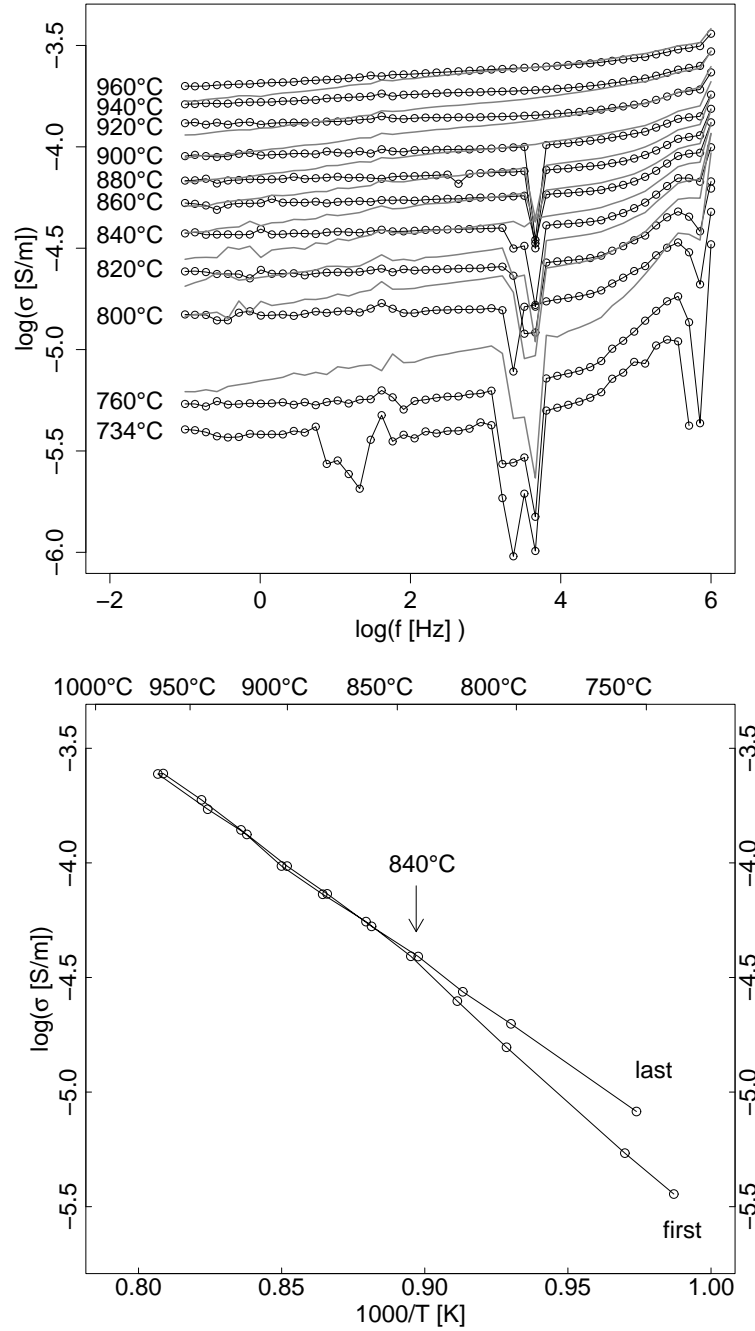 −3.5
−4.0
−4.5
−5.0
−5.5
−6.0
log(σ [S/m])
960°C
940°C
920°C
900°C
880°C
860°C
840°C
820°C
800°C
760°C
734°C
−2 0 2 4 6
log(f [Hz] )
1000°C 950°C 900°C 850°C 800°C 750°C
−3.5 −3.5
−4.0 −4.0
−4.5 −4.5
−5.0 −5.0
−5.5 −5.5
log(σ [S/m])
840°C
last
first
0.80 0.85 0.90 0.95 1.00
1000/T [K]